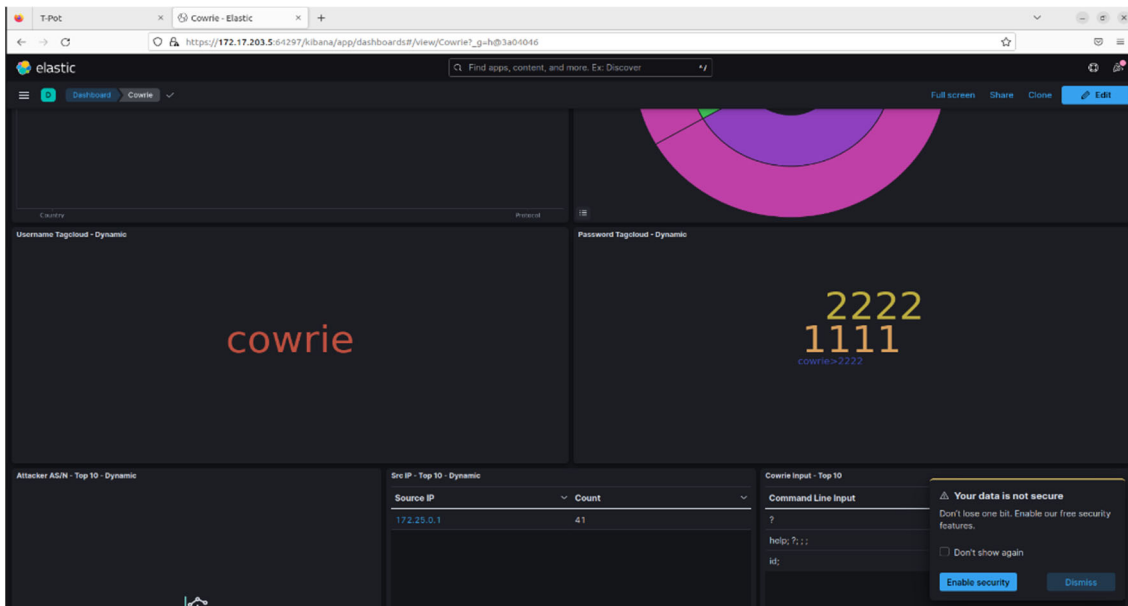 T-Pot
Cowrie - Elastic
https://172.17.203.5:64297/kibana/app/dashboards#/view/Cowrie?_g=h@3a04046
elastic
Find apps, content, and more. Ex: Discover
^/
D Dashboard Cowrie Full screen Share Clone Edit
Country Protocol
Username Tagcloud - Dynamic
cowrie
Password Tagcloud - Dynamic
2222
1111
cowrie>2222
Attacker AS/N - Top 10 - Dynamic
Src IP - Top 10 - Dynamic
Source IP Count
172.25.0.1 41
Cowrie Input - Top 10
Command Line Input
?
help; ?; ; ;
id;
Your data is not secure
Don't lose one bit. Enable our free security
features.
Don't show again
Enable security Dismiss